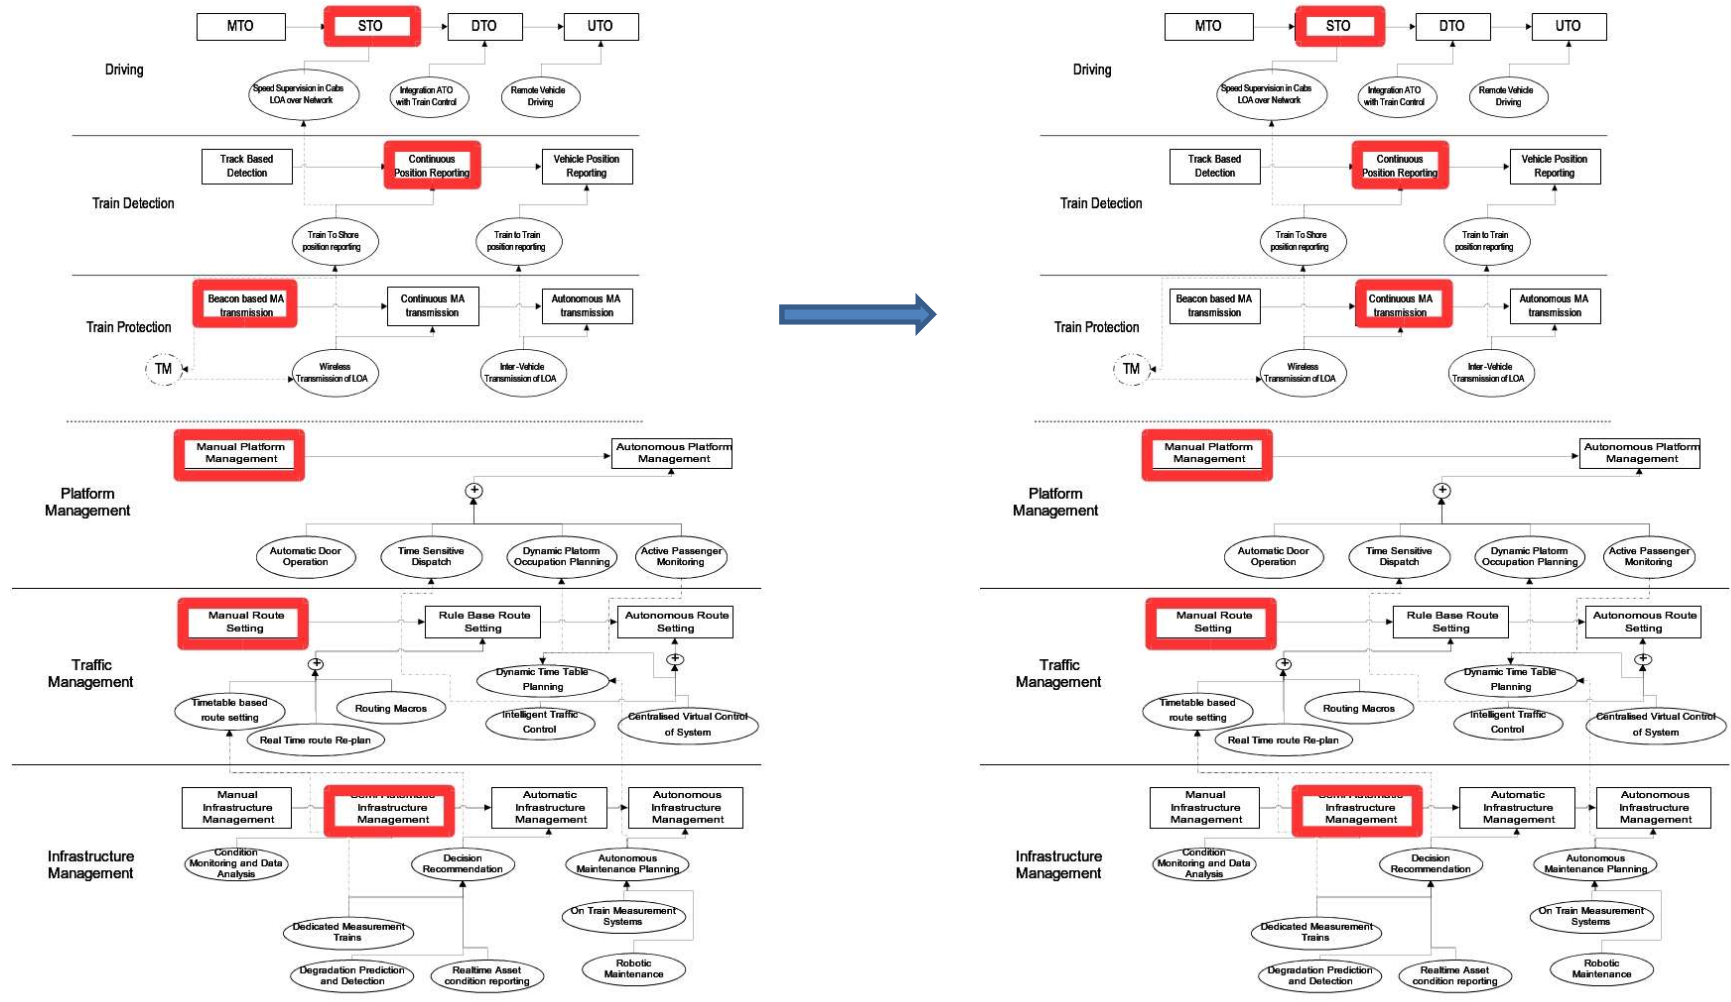 MTO
STO
DTO
UTO
Driving
Speed Supervision in Cabs
LOA over Network
Integration ATO
with Train Control
Remote Vehicle
Driving
Track Based
Detection
Continuous
Position Reporting
Vehicle Position
Reporting
Train Detection
Train To Shore
position reporting
Train to Train
position reporting
Beacon based MA
transmission
Continuous MA
transmission
Autonomous MA
transmission
Train Protection
TM
Wireless
Transmission of LOA
Inter-Vehicle
Transmission of LOA
Manual Platform
Management
Autonomous Platform
Management
+
Platform
Management
Automatic Door
Operation
Time Sensitive
Dispatch
Dynamic Platorm
Occupation Planning
Active Passenger
Monitoring
Manual Route
Setting
Rule Base Route
Setting
Autonomous Route
Setting
+
+
Traffic
Management
Dynamic Time Table
Planning
Timetable based
route setting
Routing Macros
Real Time route Re-plan
Intelligent Traffic
Control
Centralised Virtual Control
of System
Manual
Infrastructure
Management
Semi Automatic
Infrastructure
Management
Automatic
Infrastructure
Management
Autonomous
Infrastructure
Management
Infrastructure
Management
Condition
Monitoring and Data
Analysis
Decision
Recommendation
Autonomous
Maintenance Planning
On Train Measurement
Systems
Dedicated Measurement
Trains
Degradation Prediction
and Detection
Realtime Asset
condition reporting
Robotic
Maintenance
MTO
STO
DTO
UTO
Driving
Speed Supervision in Cabs
LOA over Network
Integration ATO
with Train Control
Remote Vehicle
Driving
Track Based
Detection
Continuous
Position Reporting
Vehicle Position
Reporting
Train Detection
Train To Shore
position reporting
Train to Train
position reporting
Beacon based MA
transmission
Continuous MA
transmission
Autonomous MA
transmission
Train Protection
TM
Wireless
Transmission of LOA
Inter-Vehicle
Transmission of LOA
Manual Platform
Management
Autonomous Platform
Management
+
Platform
Management
Automatic Door
Operation
Time Sensitive
Dispatch
Dynamic Platorm
Occupation Planning
Active Passenger
Monitoring
Manual Route
Setting
Rule Base Route
Setting
Autonomous Route
Setting
+
+
Traffic
Management
Dynamic Time Table
Planning
Timetable based
route setting
Routing Macros
Real Time route Re-plan
Intelligent Traffic
Control
Centralised Virtual Control
of System
Manual
Infrastructure
Management
Semi Automatic
Infrastructure
Management
Automatic
Infrastructure
Management
Autonomous
Infrastructure
Management
Infrastructure
Management
Condition
Monitoring and Data
Analysis
Decision
Recommendation
Autonomous
Maintenance Planning
On Train Measurement
Systems
Dedicated Measurement
Trains
Degradation Prediction
and Detection
Realtime Asset
condition reporting
Robotic
Maintenance